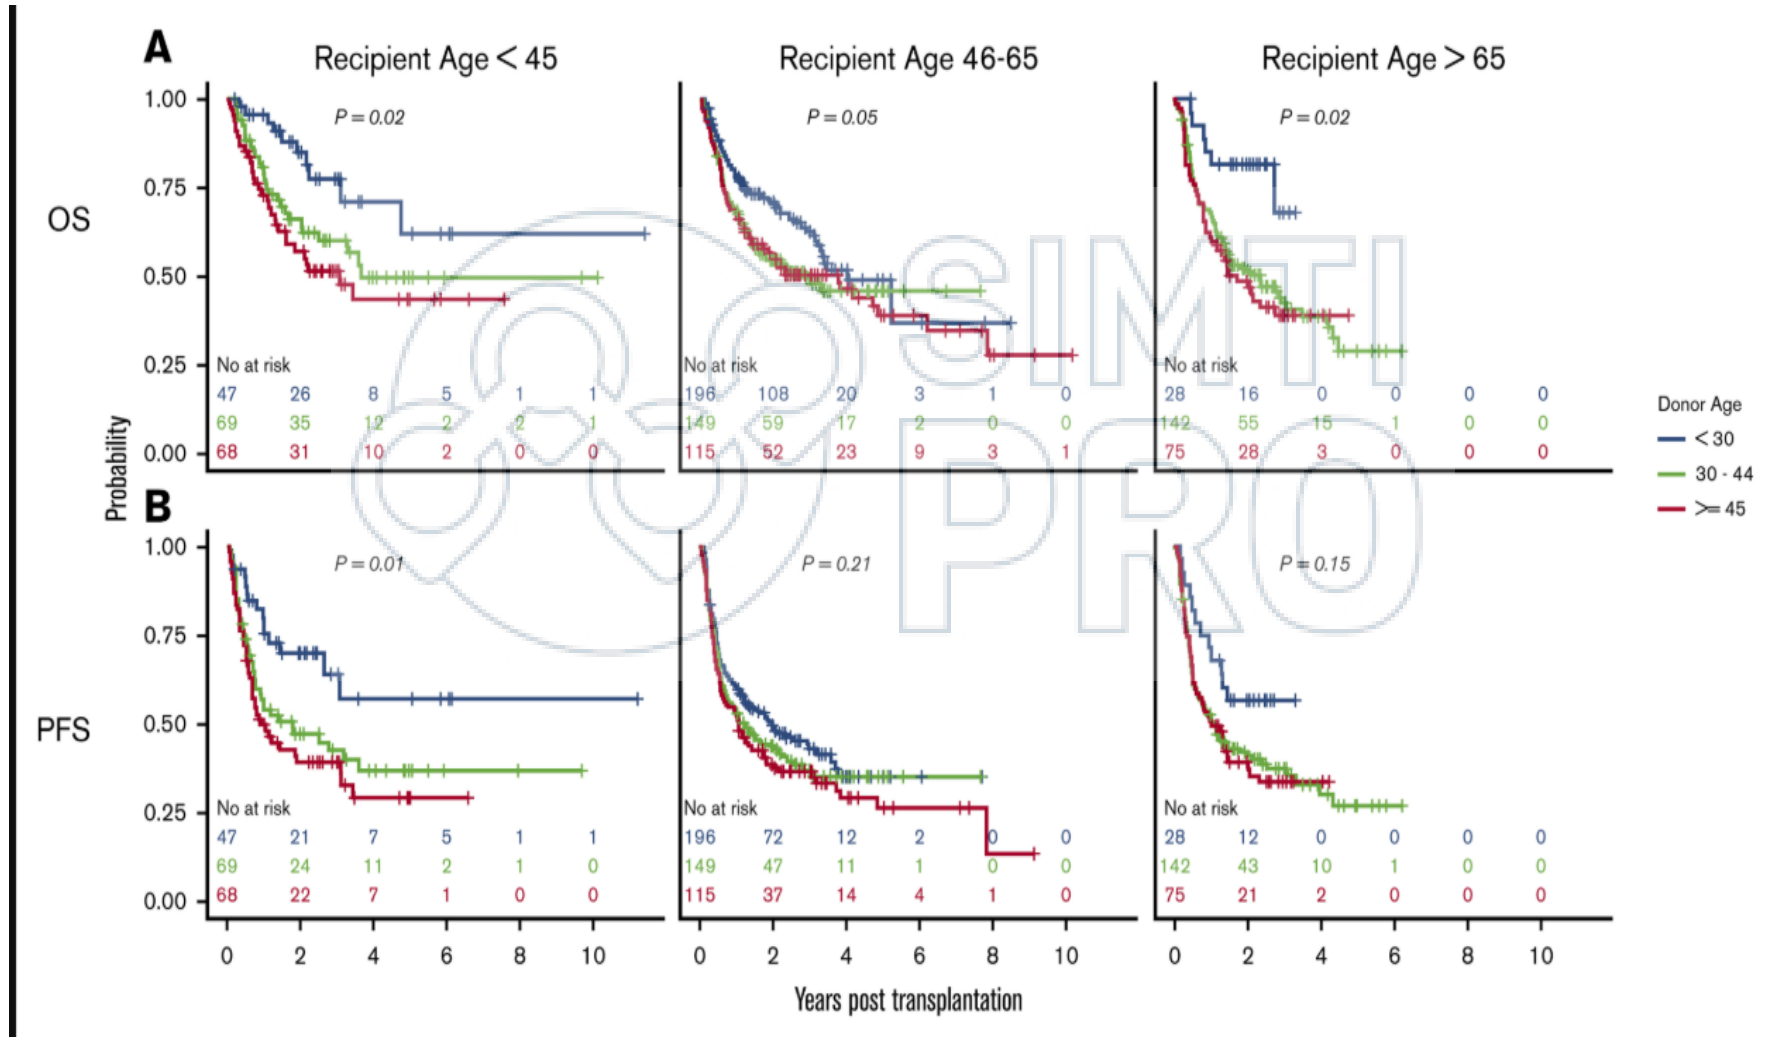 A
Recipient Age < 45
Recipient Age 46-65
Recipient Age > 65
OS
1.00
0.75
0.50
0.25
0.00
P = 0.02
P = 0.05
P = 0.02
No at risk
47 26 8 5 1 1
69 35 12 2 2 1
68 31 10 2 0 0
No at risk
196 108 20 3 1 0
149 59 17 2 0 0
115 52 23 9 3 1
No at risk
28 16 0 0 0 0
142 55 15 1 0 0
75 28 3 0 0 0
Probability
Donor Age
< 30
30 - 44
>= 45
SIMTI
PRO
B
PFS
1.00
0.75
0.50
0.25
0.00
P = 0.01
P = 0.21
P = 0.15
No at risk
47 21 7 5 1 1
69 24 11 2 1 0
68 22 7 1 0 0
No at risk
196 72 12 2 0 0
149 47 11 1 0 0
115 37 14 4 1 0
No at risk
28 12 0 0 0 0
142 43 10 1 0 0
75 21 2 0 0 0
0 2 4 6 8 10
0 2 4 6 8 10
0 2 4 6 8 10
Years post transplantation